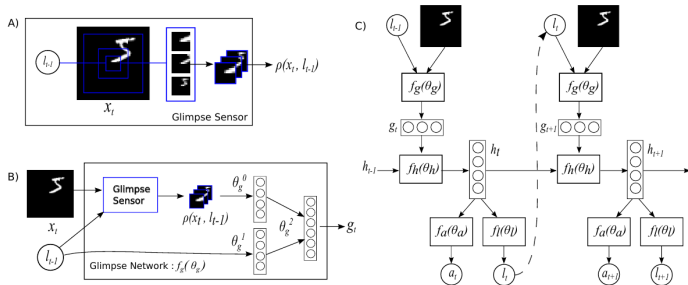 A)
l_{t-1}
x_t
ρ(x_t, l_{t-1})
Glimpse Sensor
B)
x_t
l_{t-1}
Glimpse
Sensor
ρ(x_t, l_{t-1})
θ_g^0
θ_g^1
θ_g^2
g_t
Glimpse Network : f_g( θ_g )
C)
l_{t-1}
l_t
f_g(θ_g)
f_g(θ_g)
g_t
g_{t+1}
h_{t-1}
f_h(θ_h)
h_t
f_h(θ_h)
h_{t+1}
f_a(θ_a)
f_l(θ_l)
f_a(θ_a)
f_l(θ_l)
a_t
l_t
a_{t+1}
l_{t+1}